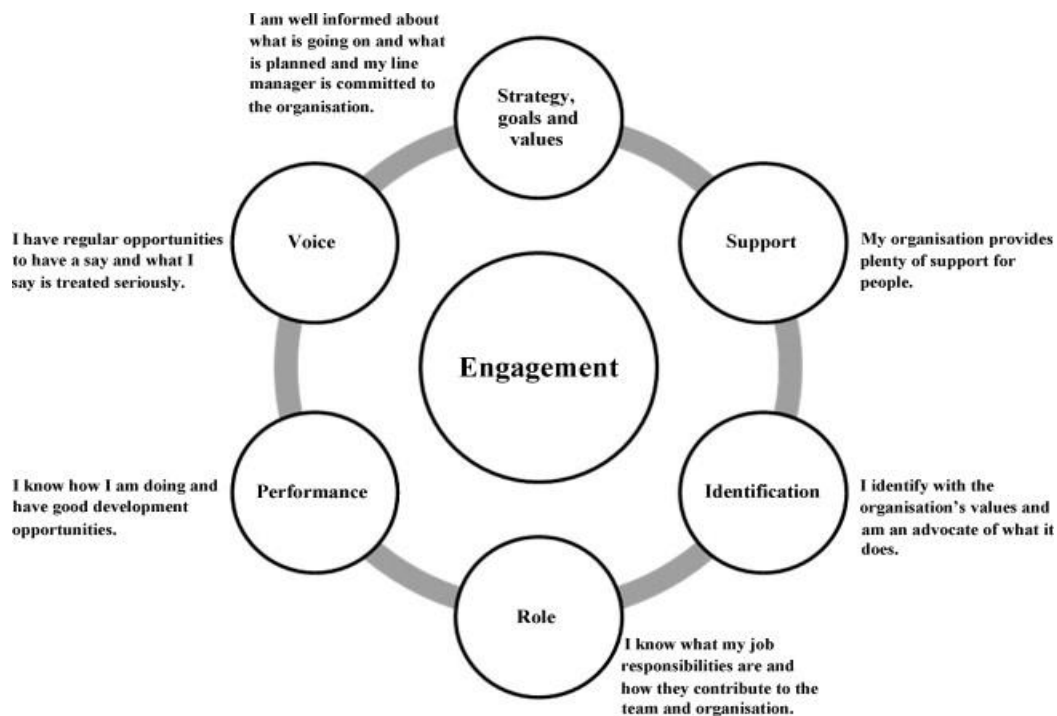 I am well informed about
what is going on and what
is planned and my line
manager is committed to
the organisation.
Strategy,
goals and
values
Voice
I have regular opportunities
to have a say and what I
say is treated seriously.
Support
My organisation provides
plenty of support for
people.
Engagement
Performance
I know how I am doing and
have good development
opportunities.
Identification
I identify with the
organisation's values and
am an advocate of what it
does.
Role
I know what my job
responsibilities are and
how they contribute to the
team and organisation.